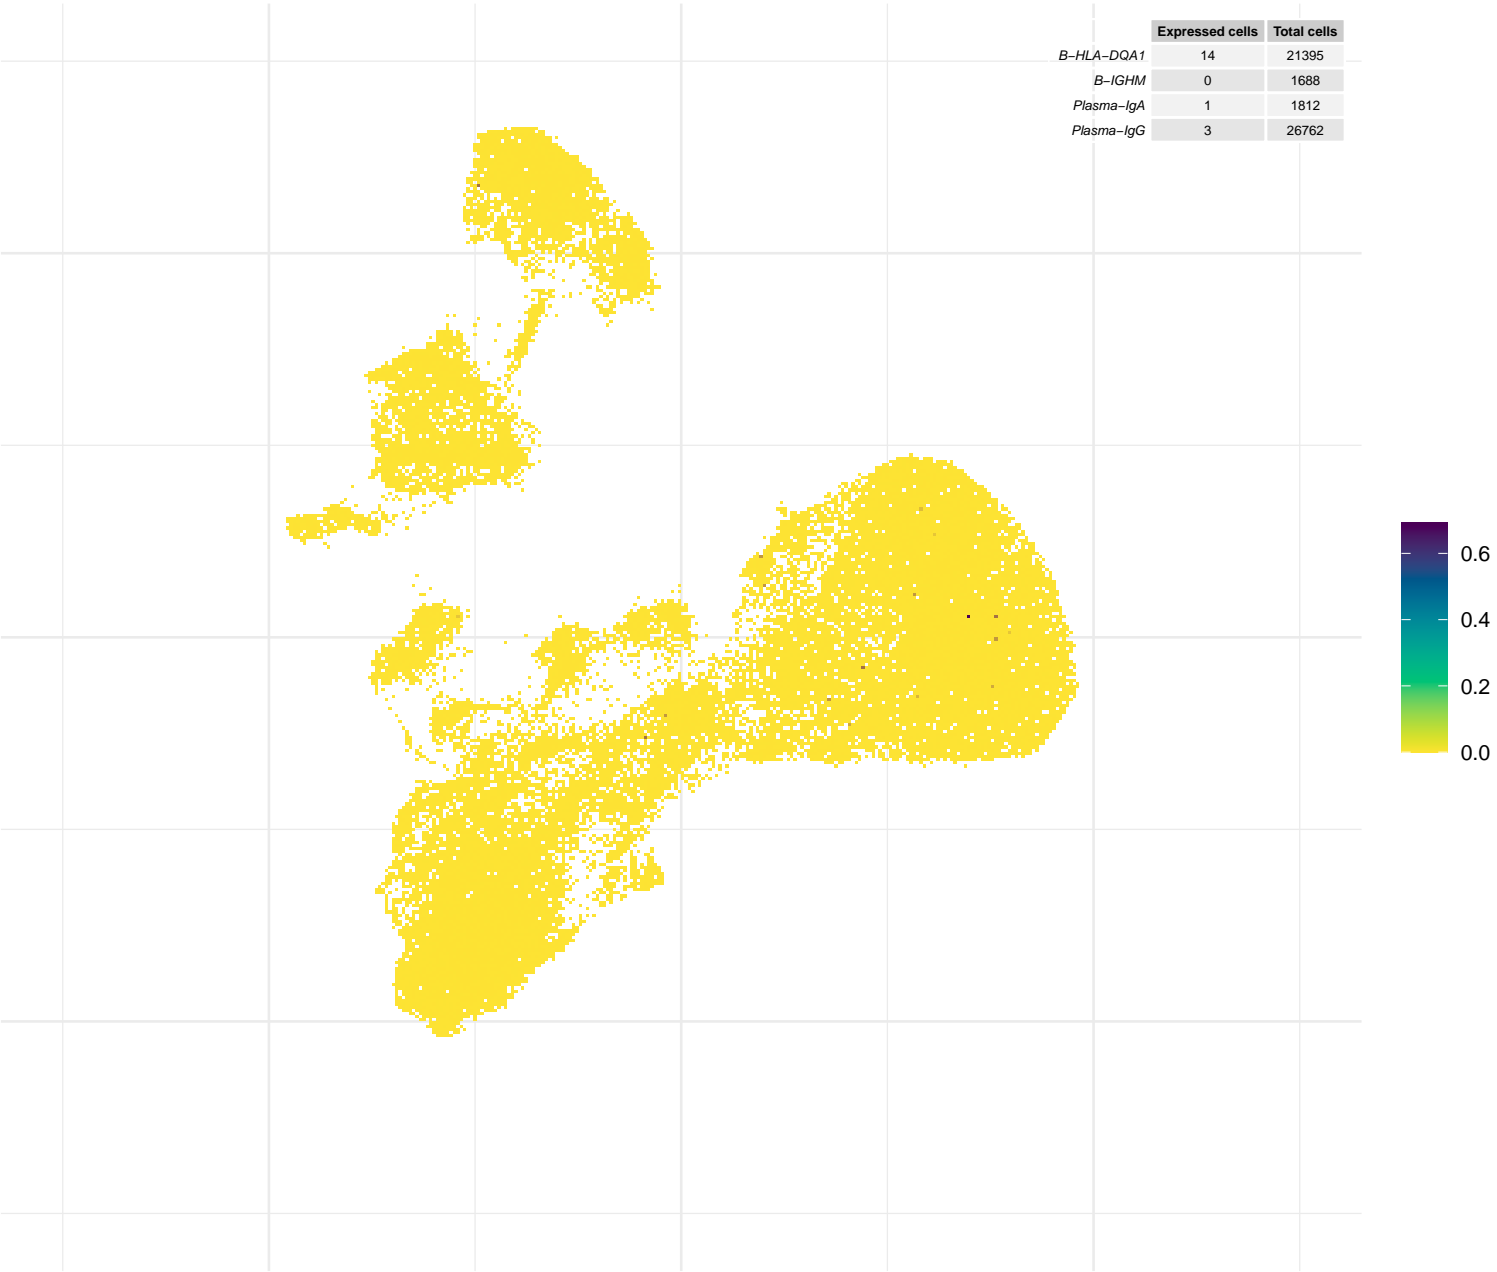 Expressed cells Total cells
B−HLA−DQA1 14 21395
B−IGHM 0 1688
Plasma−IgA 1 1812
Plasma−IgG 3 26762
0.6
0.4
0.2
0.0